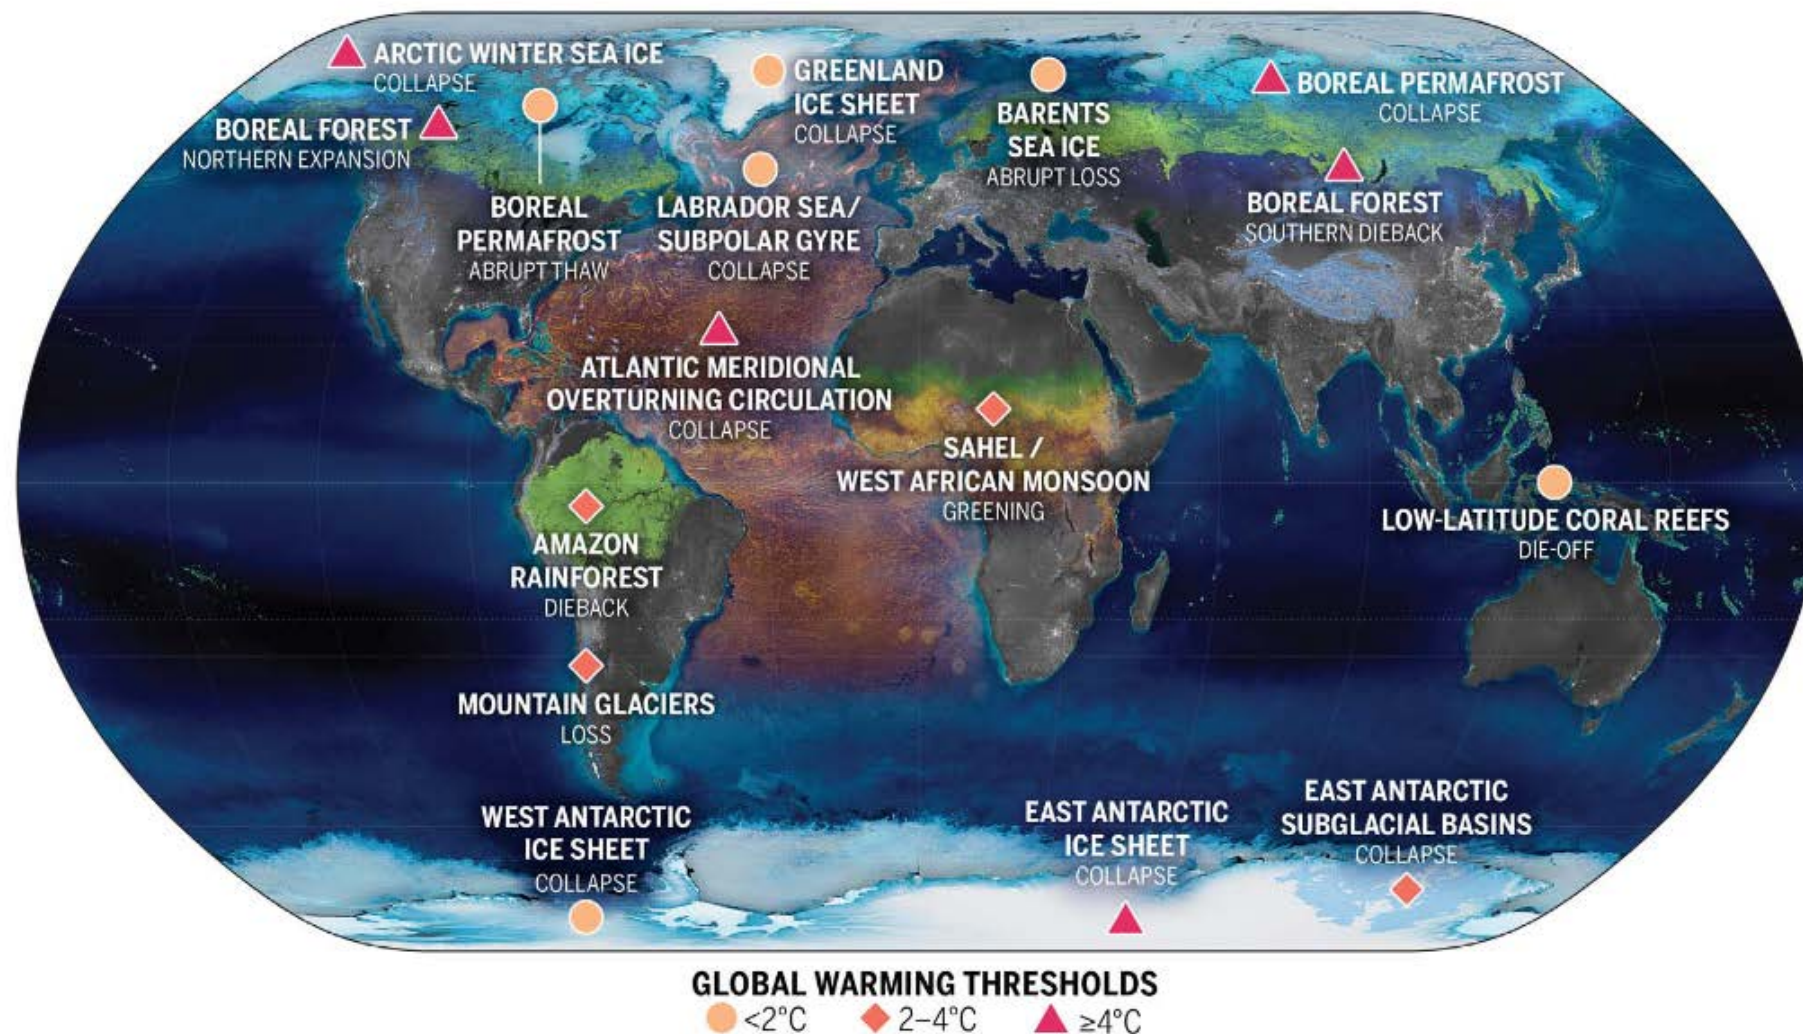 ARCTIC WINTER SEA ICE
COLLAPSE
BOREAL FOREST
NORTHERN EXPANSION
BOREAL
PERMAFROST
ABRUPT THAW
GREENLAND
ICE SHEET
COLLAPSE
LABRADOR SEA/
SUBPOLAR GYRE
COLLAPSE
BARENTS
SEA ICE
ABRUPT LOSS
BOREAL PERMAFROST
COLLAPSE
BOREAL FOREST
SOUTHERN DIEBACK
ATLANTIC MERIDIONAL
OVERTURNING CIRCULATION
COLLAPSE
SAHEL /
WEST AFRICAN MONSOON
GREENING
LOW-LATITUDE CORAL REEFS
DIE-OFF
AMAZON
RAINFOREST
DIEBACK
MOUNTAIN GLACIERS
LOSS
WEST ANTARCTIC
ICE SHEET
COLLAPSE
EAST ANTARCTIC
ICE SHEET
COLLAPSE
EAST ANTARCTIC
SUBGLACIAL BASINS
COLLAPSE
GLOBAL WARMING THRESHOLDS
<2°C 2–4°C ≥4°C